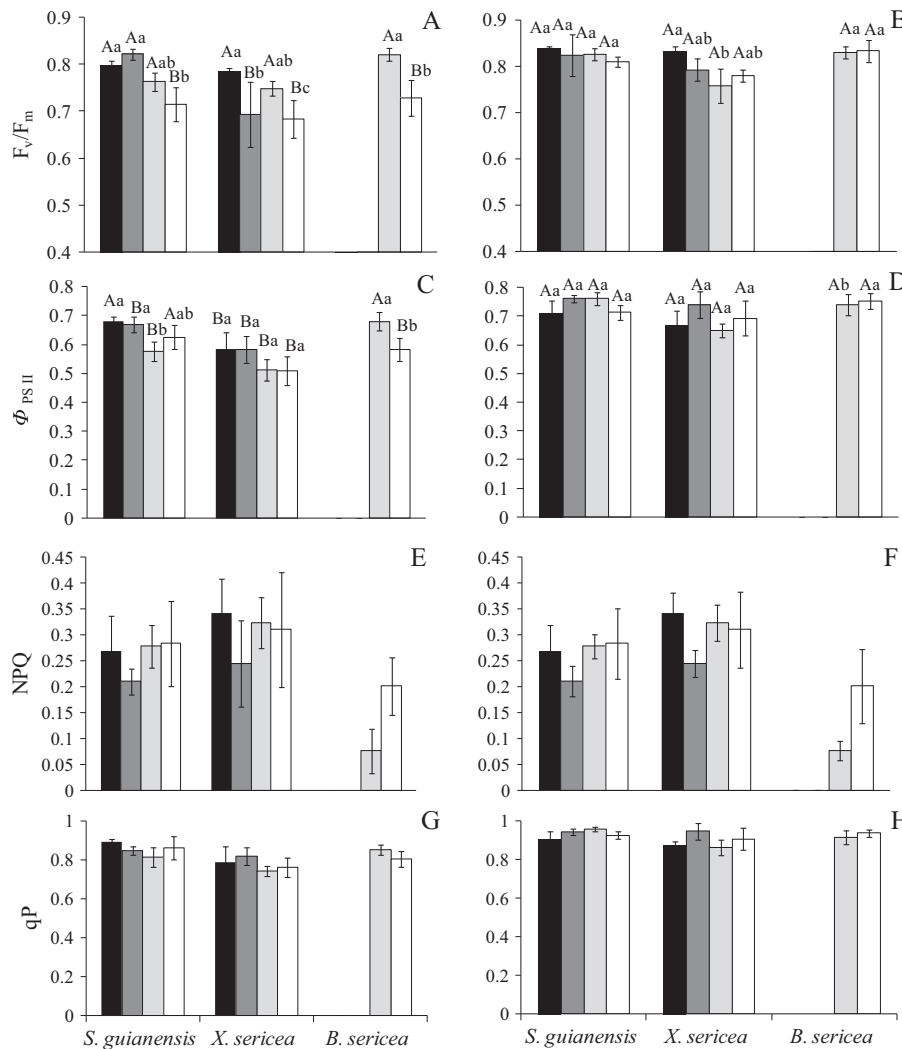 A
0.9
0.8
0.7
0.6
0.5
0.4
Fv/Fm
Aa Aa Aab Bb
Aa Bb Aab Bc
Aa Bb
B
0.9
0.8
0.7
0.6
0.5
0.4
Aa Aa Aa Aa
Aa Aab Ab Aab
Aa Aa
C
0.8
0.7
0.6
0.5
0.4
0.3
0.2
0.1
0
Φ PS II
Aa Ba Bb Aab
Ba Ba Ba Ba
Aa Bb
D
0.8
0.7
0.6
0.5
0.4
0.3
0.2
0.1
0
Aa Aa Aa Aa
Aa Aa Aa Aa
Ab Aa
E
0.45
0.4
0.35
0.3
0.25
0.2
0.15
0.1
0.05
0
NPQ
F
0.45
0.4
0.35
0.3
0.25
0.2
0.15
0.1
0.05
0
G
1
0.8
0.6
0.4
0.2
0
qP
S. guianensis X. sericea B. sericea
H
1
0.8
0.6
0.4
0.2
0
S. guianensis X. sericea B. sericea